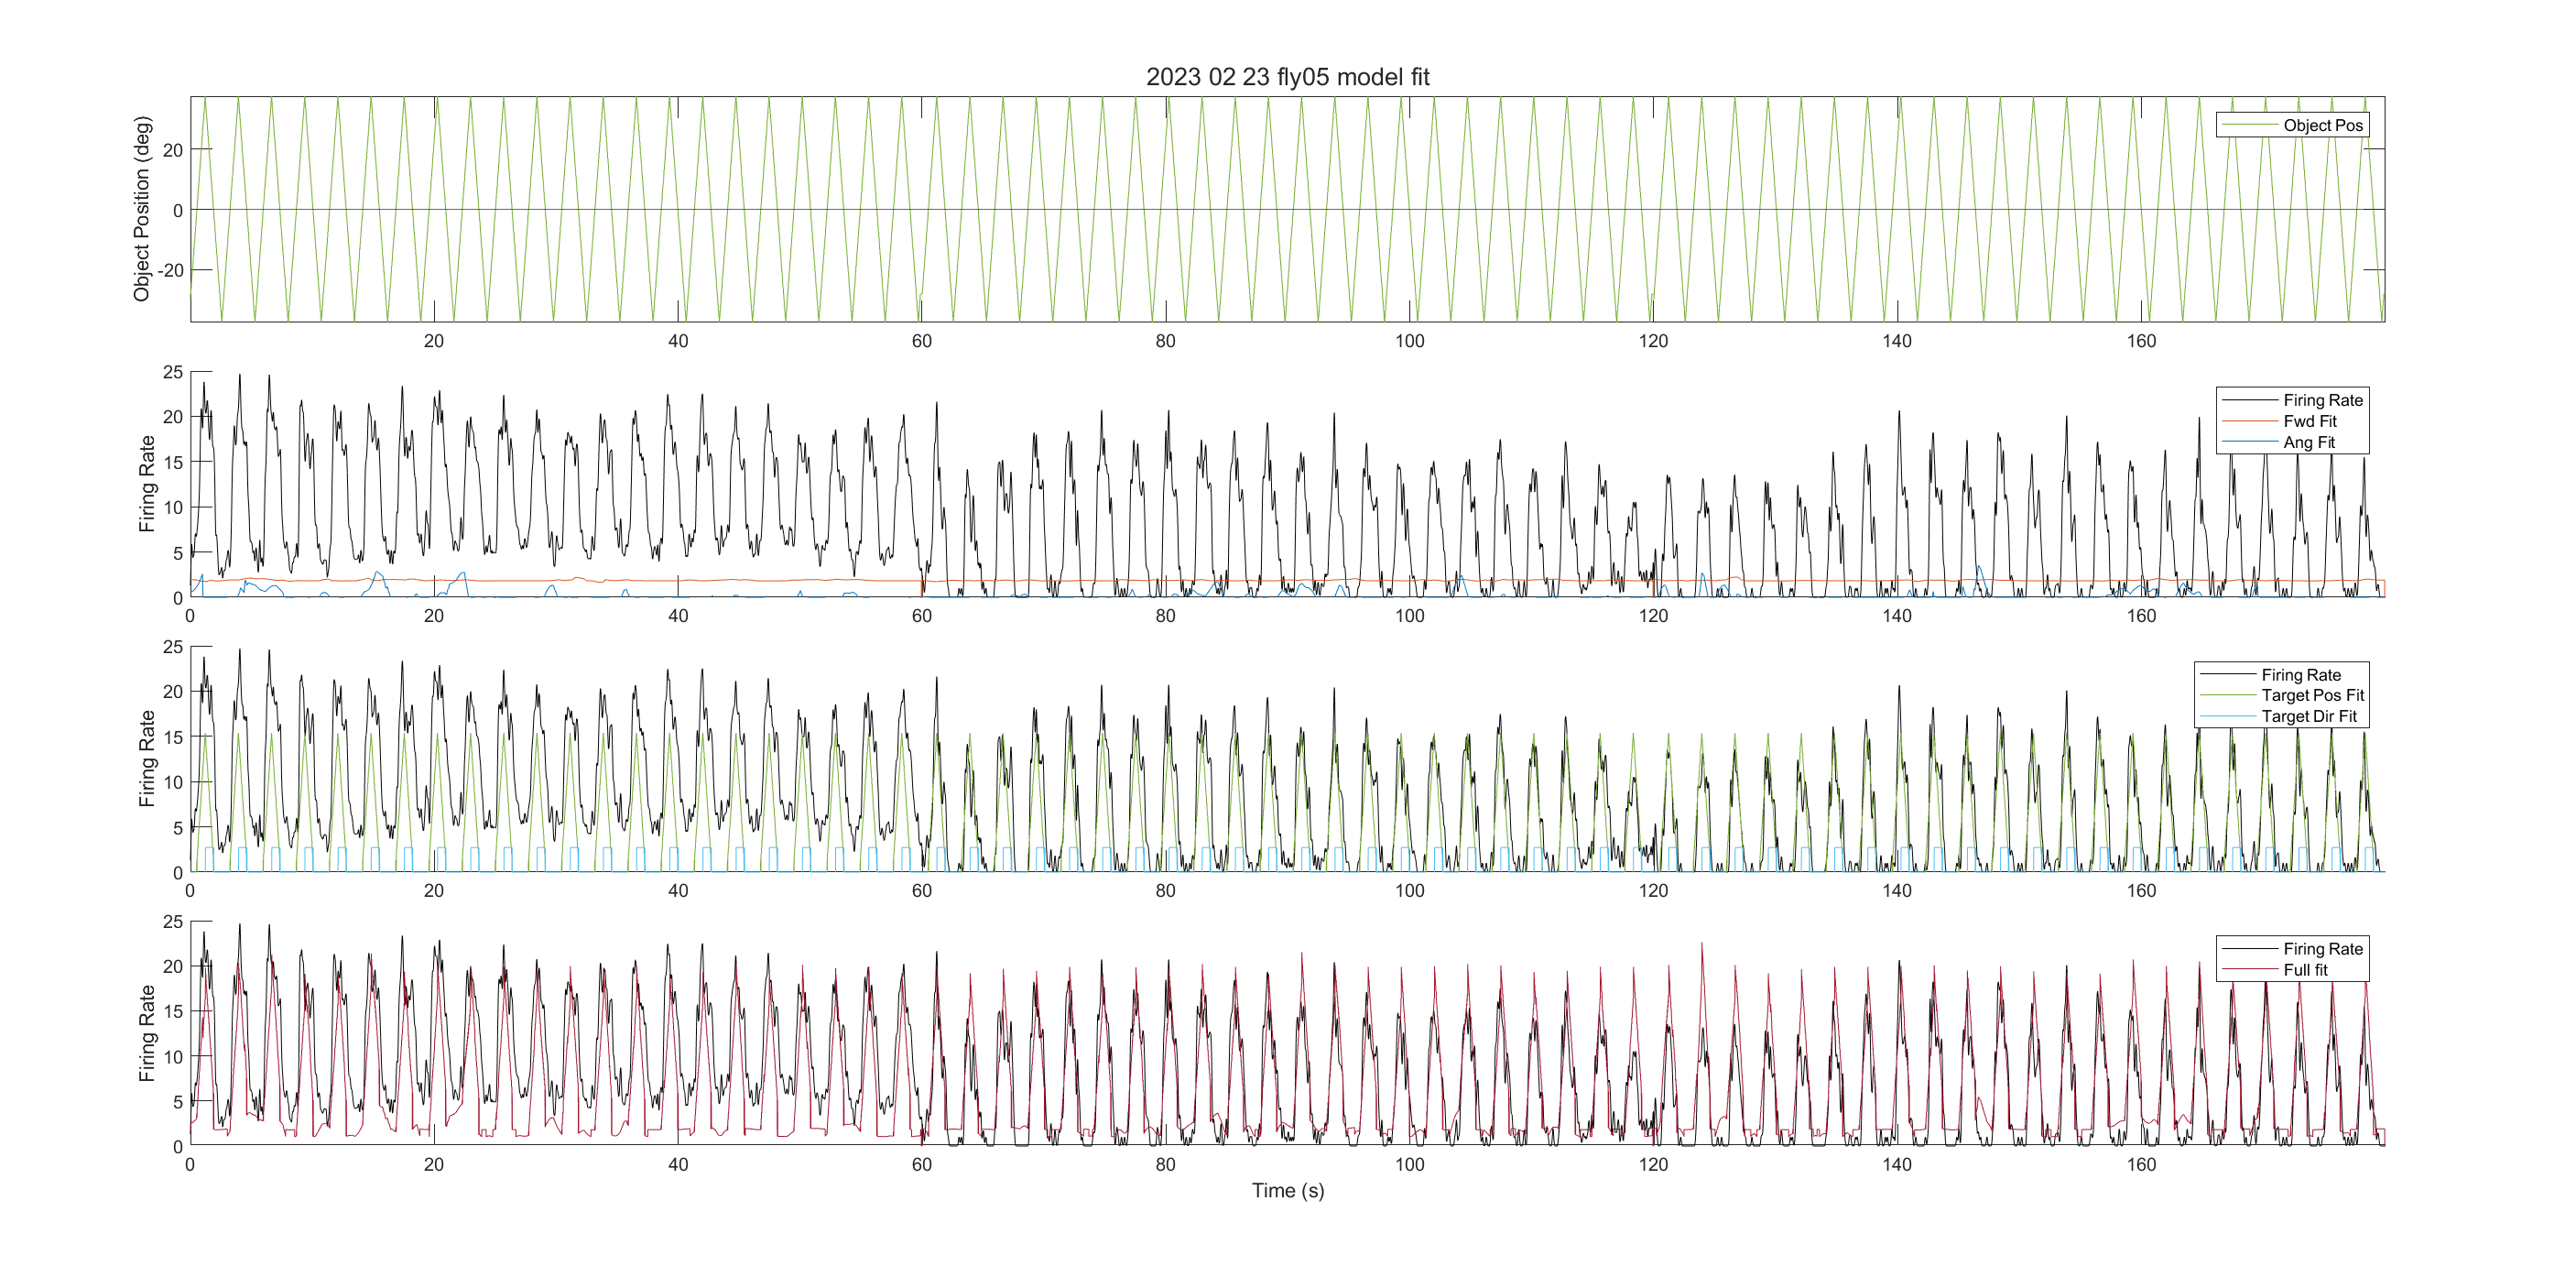 2023 02 23 fly05 model fit
Object Position (deg)
20
0
-20
Object Pos
20 40 60 80 100 120 140 160
Firing Rate
25
20
15
10
5
0
Firing Rate
Fwd Fit
Ang Fit
0 20 40 60 80 100 120 140 160
Firing Rate
25
20
15
10
5
0
Firing Rate
Target Pos Fit
Target Dir Fit
0 20 40 60 80 100 120 140 160
Firing Rate
25
20
15
10
5
0
Firing Rate
Full fit
0 20 40 60 80 100 120 140 160
Time (s)